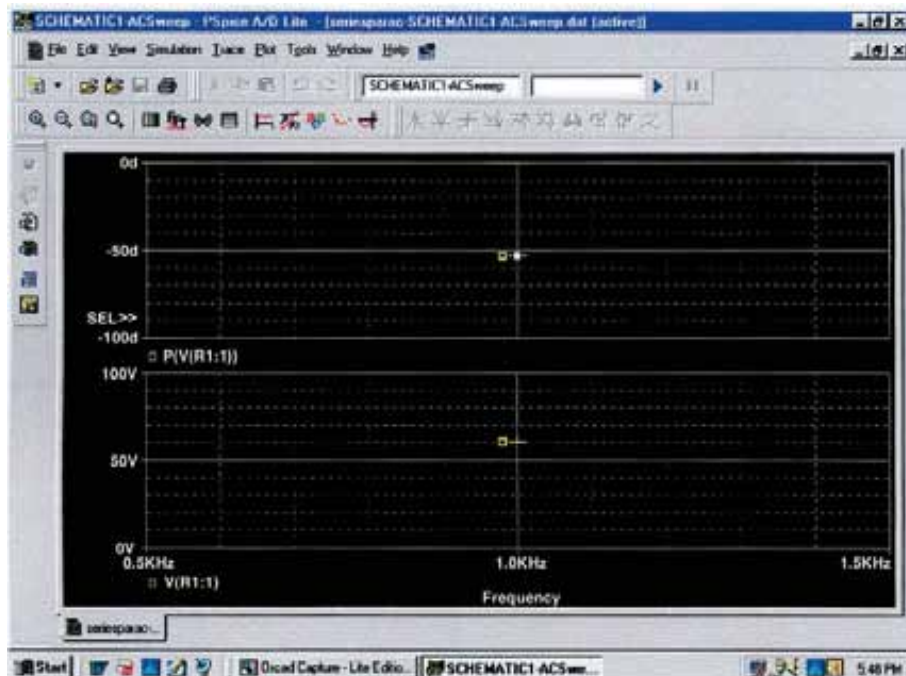 SCHEMATIC1-ACSweep - PSpice A/D Lite - [seriesparac-SCHEMATIC1-ACSweep.dat (active)]
File Edit View Simulation Trace Plot Tools Window Help
SCHEMATIC1-ACSweep
0d
-50d
SEL>>
-100d
P(V(R1:1))
100V
50V
0V
0.5KHz 1.0KHz 1.5KHz
V(R1:1)
Frequency
seriesparac-...
Start Orcad Capture - Lite Editio... SCHEMATIC1-ACSwe... 5:48 PM